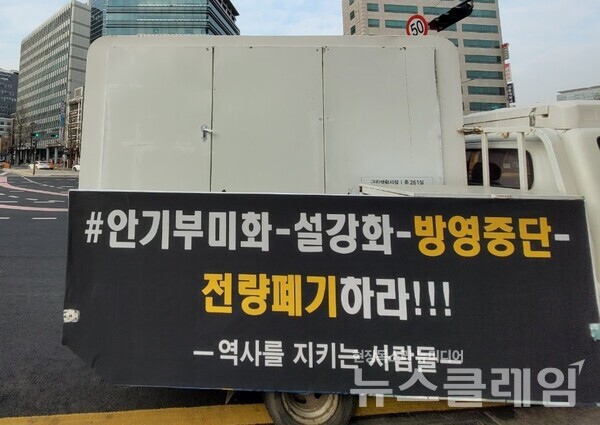 50
#안기부미화-설강화-방영중단-
전량폐기하라!!!
—역사를 지키는 사람들—
뉴스클레임